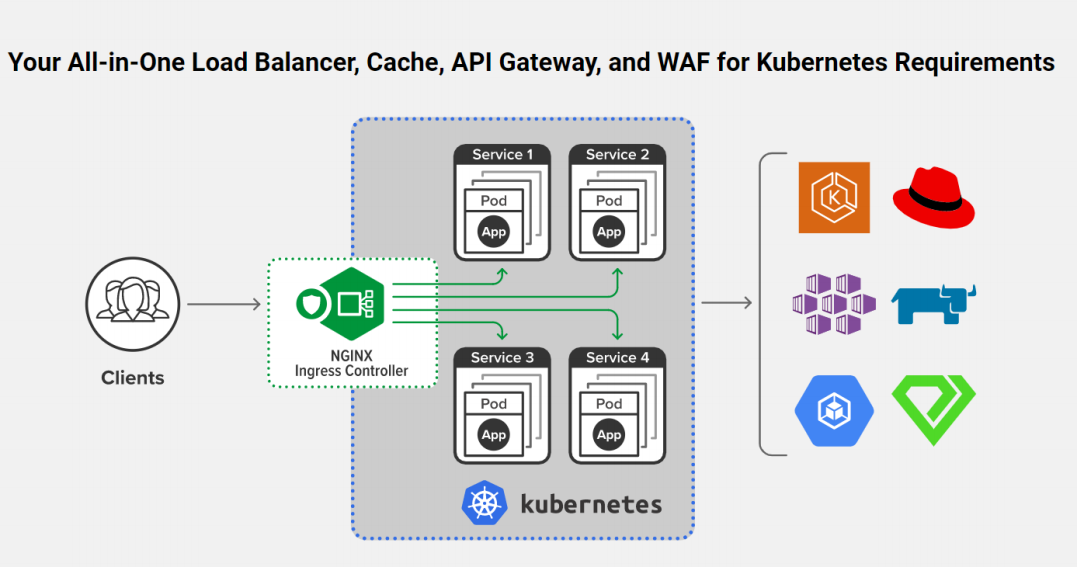 Your All-in-One Load Balancer, Cache, API Gateway, and WAF for Kubernetes Requirements
Service 1
Pod
App
Service 2
Pod
App
Clients
NGINX
Ingress Controller
Service 3
Pod
App
Service 4
Pod
App
kubernetes
K